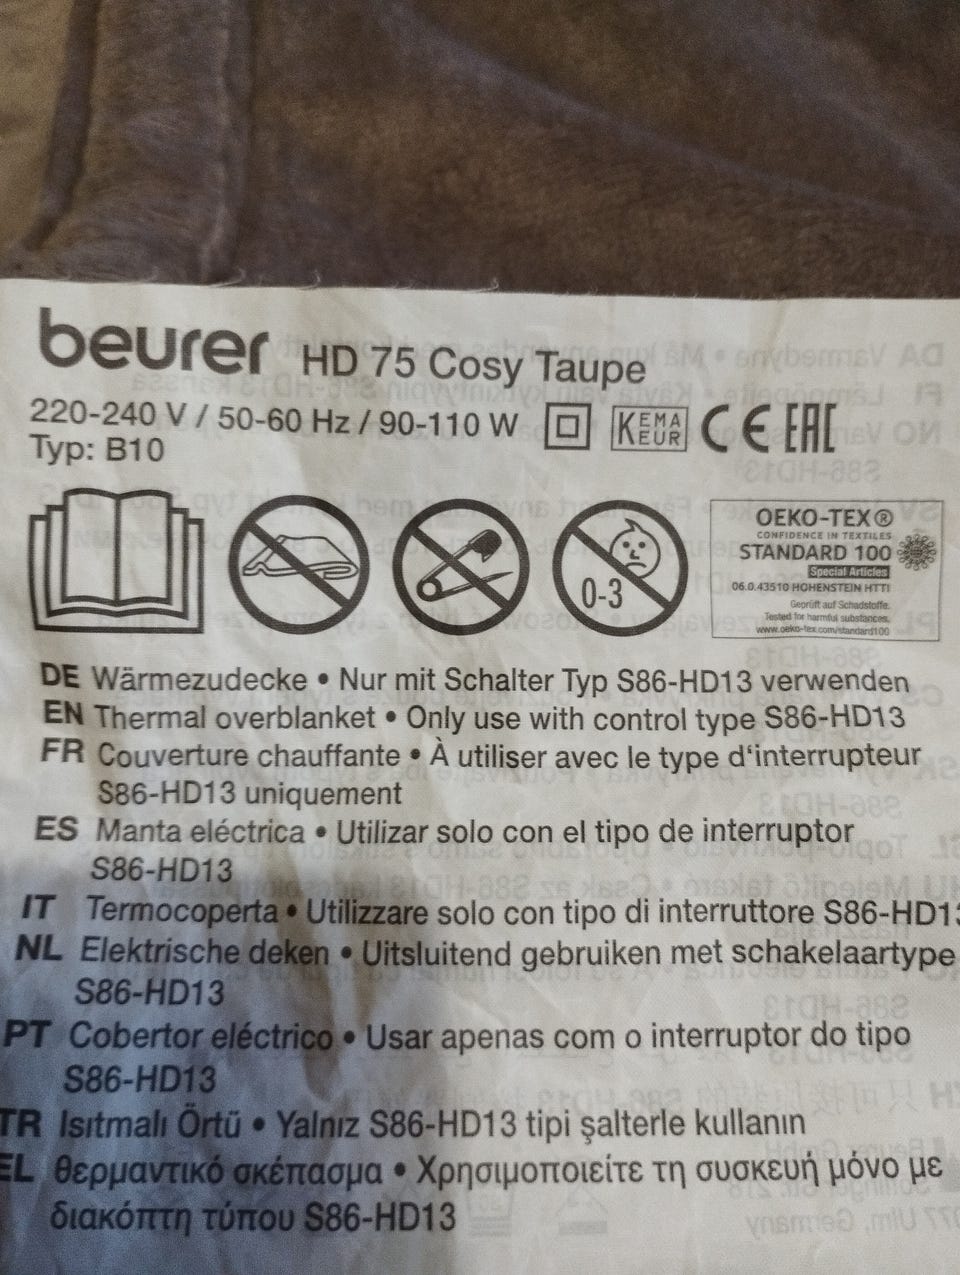 beurer HD 75 Cosy Taupe
220-240 V / 50-60 Hz / 90-110 W KEMA KEUR CE EAC
Typ: B10
OEKO-TEX®
CONFIDENCE IN TEXTILES
STANDARD 100
Special Articles
06.0.43510 HOHENSTEIN HTTI
Geprüft auf Schadstoffe.
Tested for harmful substances.
www.oeko-tex.com/standard100
0-3
DE Wärmezudecke • Nur mit Schalter Typ S86-HD13 verwenden
EN Thermal overblanket • Only use with control type S86-HD13
FR Couverture chauffante • À utiliser avec le type d'interrupteur
S86-HD13 uniquement
ES Manta eléctrica • Utilizar solo con el tipo de interruptor
S86-HD13
IT Termocoperta • Utilizzare solo con tipo di interruttore S86-HD13
NL Elektrische deken • Uitsluitend gebruiken met schakelaartype
S86-HD13
PT Cobertor eléctrico • Usar apenas com o interruptor do tipo
S86-HD13
TR Isıtmalı Örtü • Yalnız S86-HD13 tipi şalterle kullanın
EL θερμαντικό σκέπασμα • Χρησιμοποιείτε τη συσκευή μόνο με
διακόπτη τύπου S86-HD13